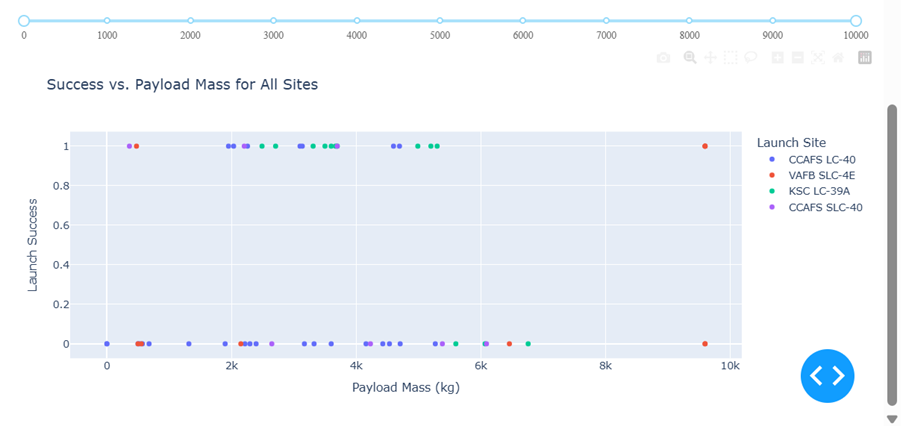 0 1000 2000 3000 4000 5000 6000 7000 8000 9000 10000
Success vs. Payload Mass for All Sites
Launch Site
CCAFS LC-40
VAFB SLC-4E
KSC LC-39A
CCAFS SLC-40
Launch Success
1
0.8
0.6
0.4
0.2
0
0 2k 4k 6k 8k 10k
Payload Mass (kg)